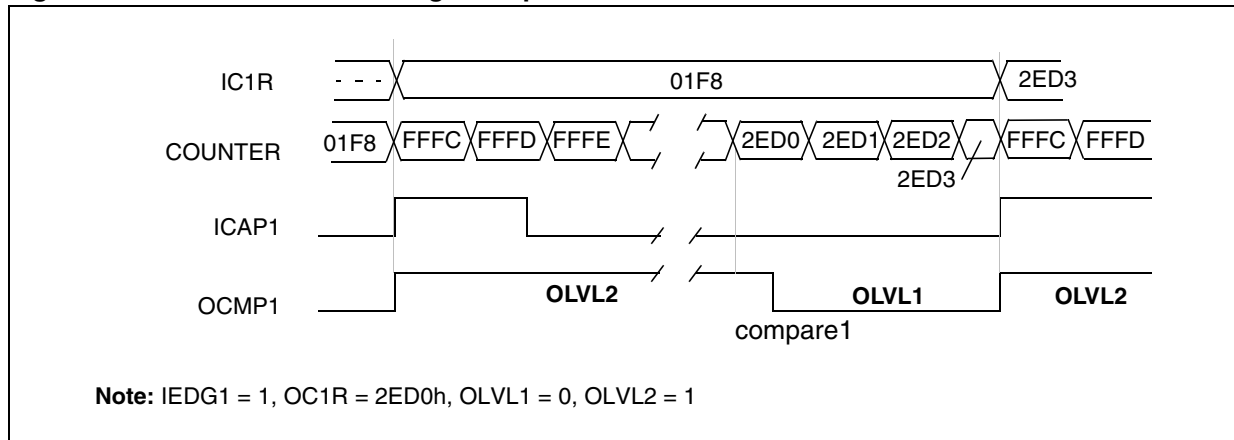 IC1R - - - 01F8 2ED3
COUNTER 01F8 FFFC FFFD FFFE 2ED0 2ED1 2ED2 FFFC FFFD
2ED3
ICAP1
OCMP1 OLVL2 OLVL1 OLVL2
compare1
Note: IEDG1 = 1, OC1R = 2ED0h, OLVL1 = 0, OLVL2 = 1